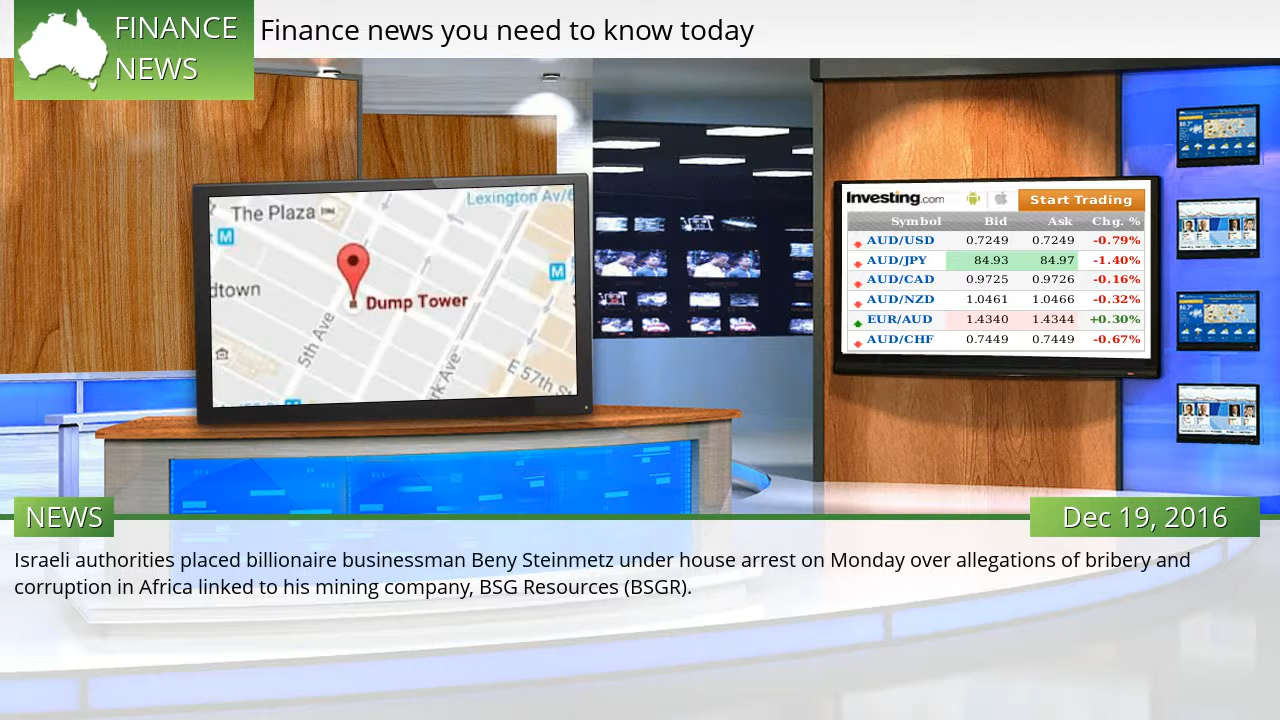 FINANCE
NEWS
Finance news you need to know today
Lexington Av/6
The Plaza
M
M
dtown
Dump Tower
5th Ave
rk Ave
E 57th St
Investing.com
Start Trading
Symbol Bid Ask Chg. %
AUD/USD 0.7249 0.7249 -0.79%
AUD/JPY 84.93 84.97 -1.40%
AUD/CAD 0.9725 0.9726 -0.16%
AUD/NZD 1.0461 1.0466 -0.32%
EUR/AUD 1.4340 1.4344 +0.30%
AUD/CHF 0.7449 0.7449 -0.67%
NEWS
Dec 19, 2016
Israeli authorities placed billionaire businessman Beny Steinmetz under house arrest on Monday over allegations of bribery and
corruption in Africa linked to his mining company, BSG Resources (BSGR).